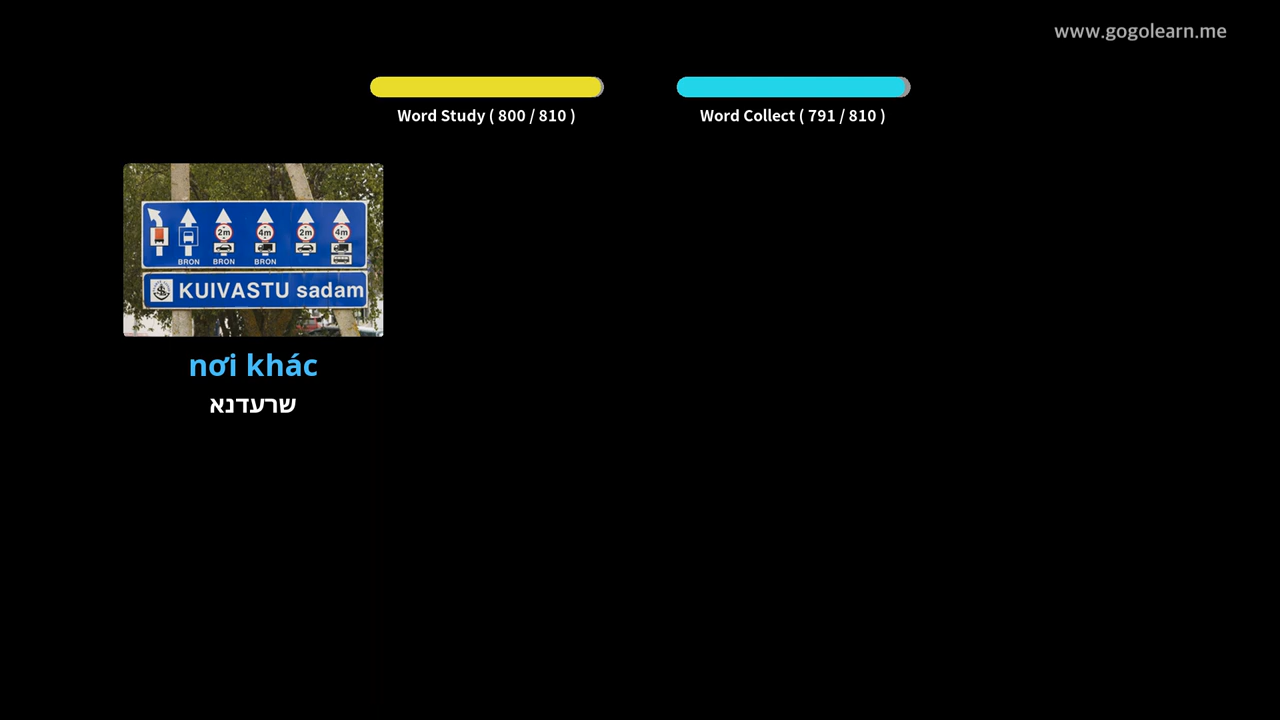 www.gogolearn.me
Word Study ( 800 / 810 )
Word Collect ( 791 / 810 )
2m
4m
2m
4m
BRON
BRON
BRON
KUIVASTU sadam
nơi khác
שרעדנא